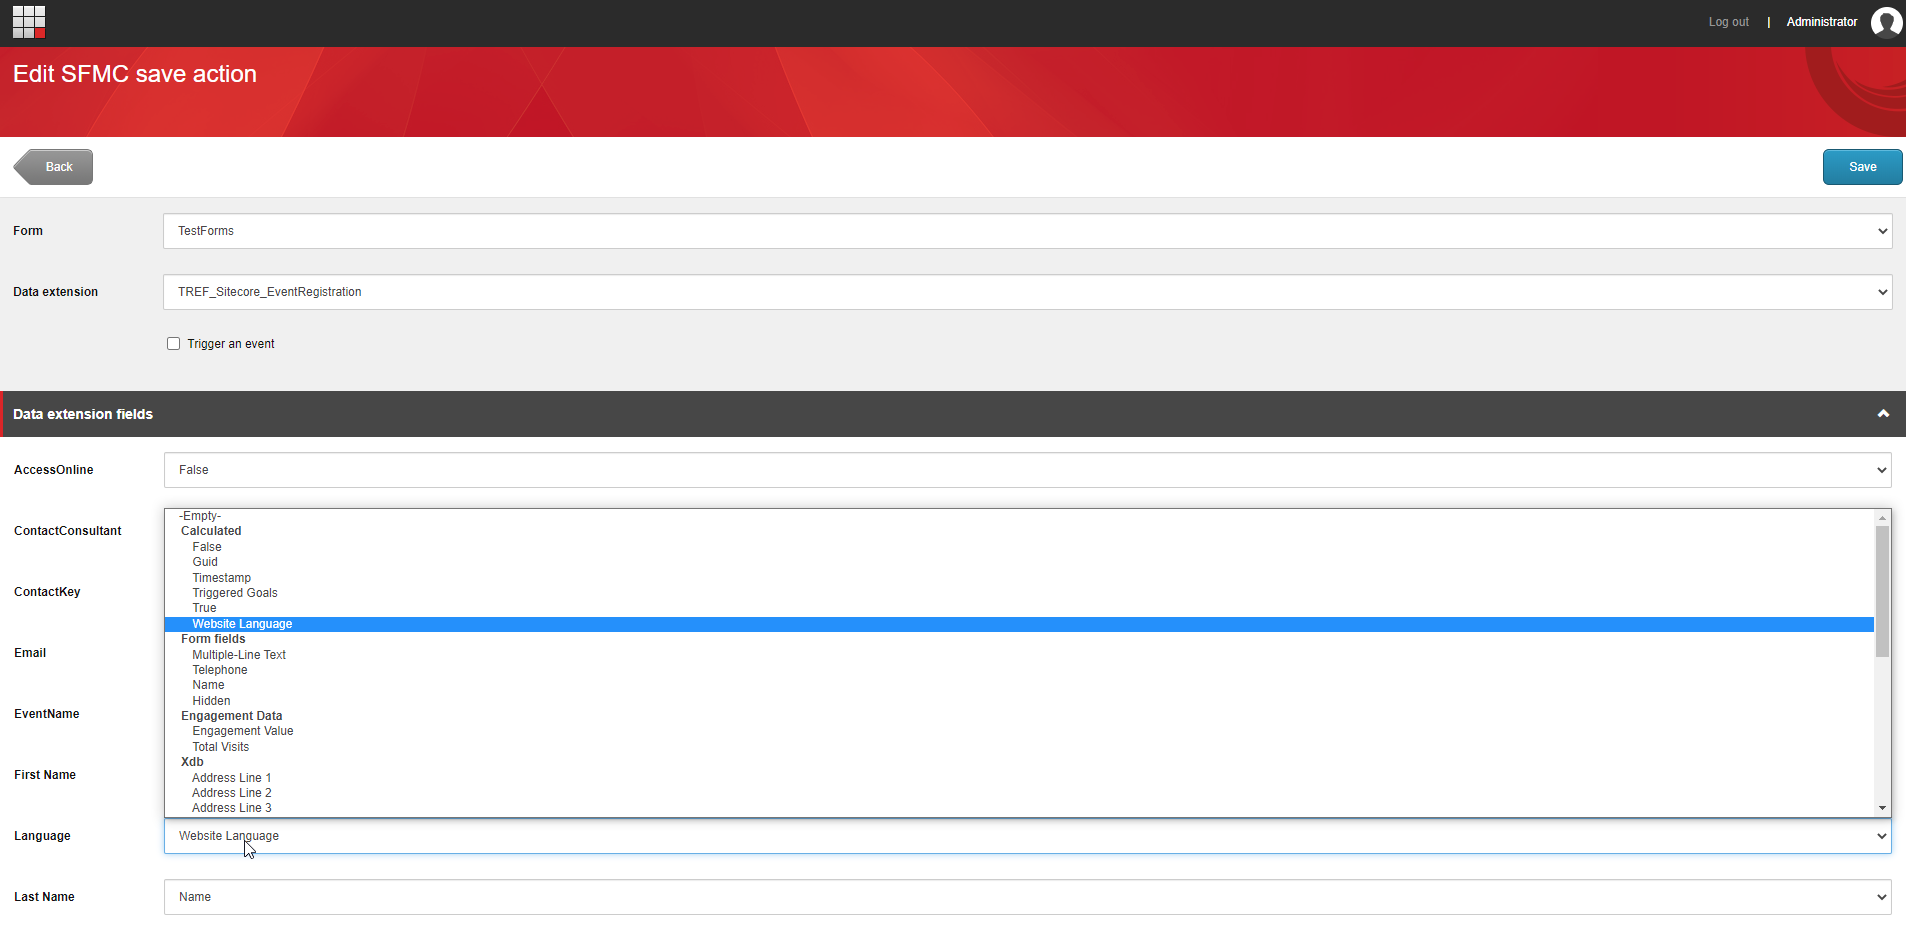 Log out | Administrator
Edit SFMC save action
Back
Save
Form
TestForms
Data extension
TREF_Sitecore_EventRegistration
Trigger an event
Data extension fields
AccessOnline
False
ContactConsultant
ContactKey
Email
EventName
First Name
-Empty-
Calculated
False
Guid
Timestamp
Triggered Goals
True
Website Language
Form fields
Multiple-Line Text
Telephone
Name
Hidden
Engagement Data
Engagement Value
Total Visits
Xdb
Address Line 1
Address Line 2
Address Line 3
Language
Website Language
Last Name
Name